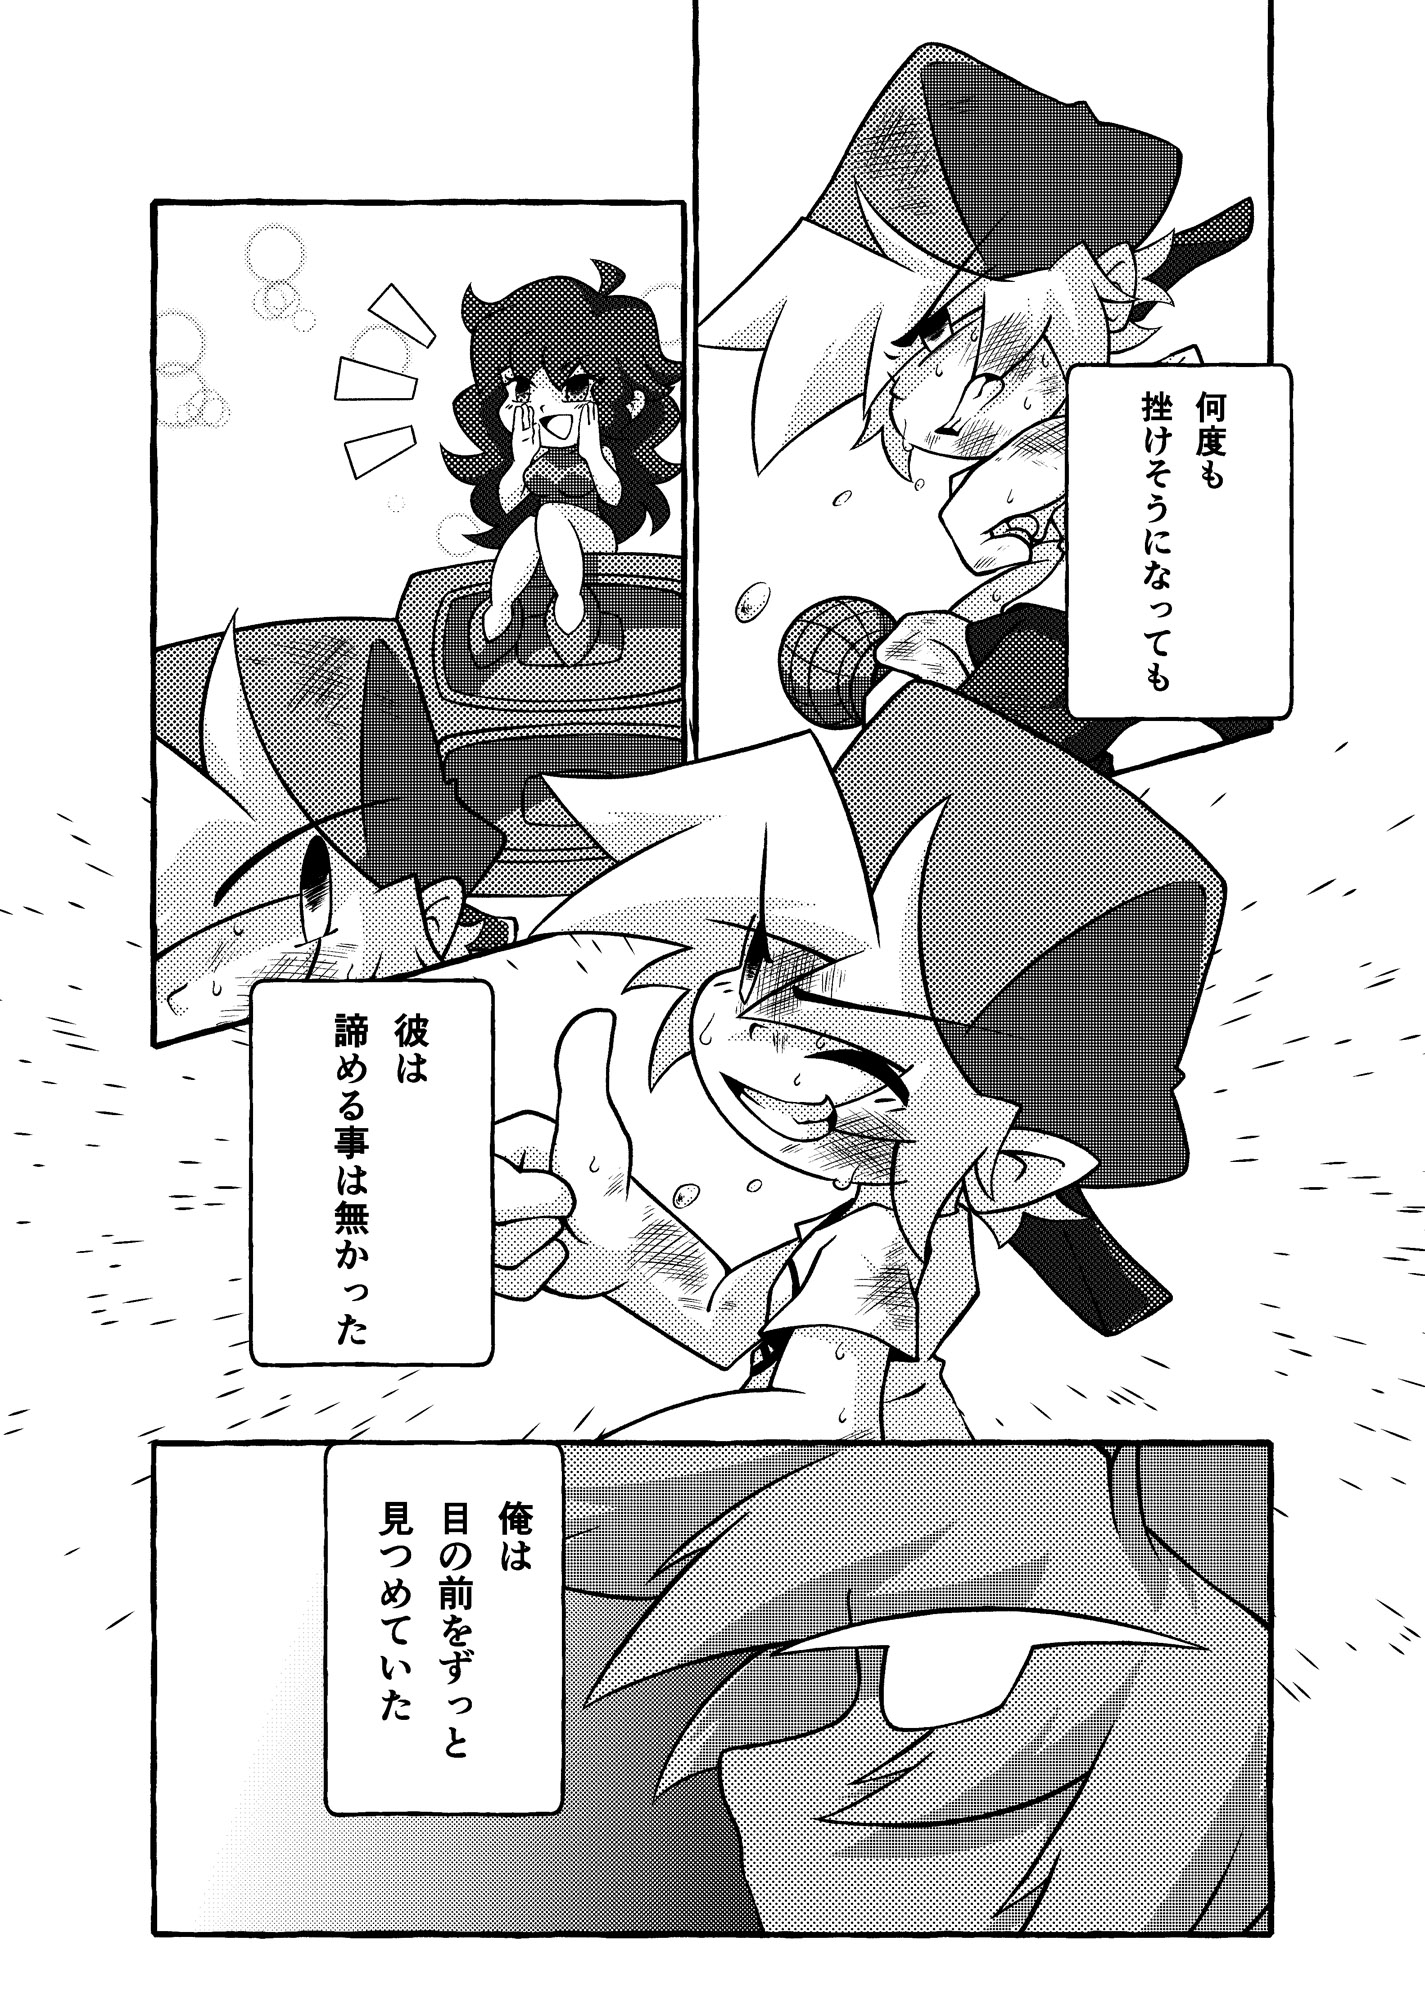 何度も
挫けそうになっても
彼は
諦める事は無かった
俺は
目の前をずっと
見つめていた